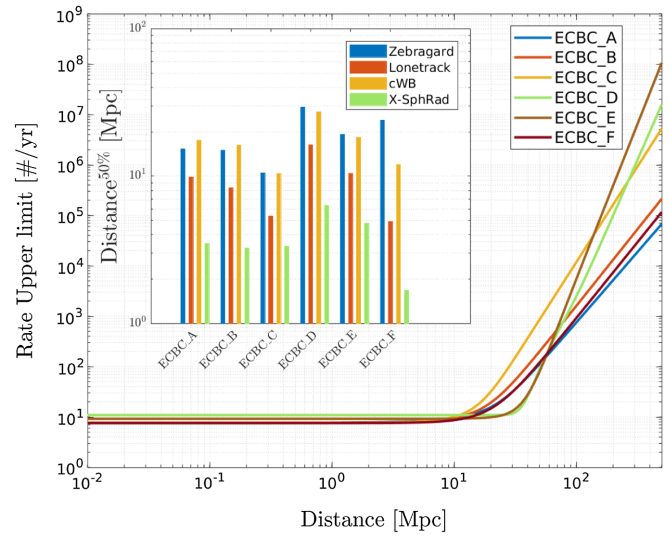 10^9
10^8
10^7
10^6
10^5
10^4
10^3
10^2
10^1
10^0
Rate Upper limit [#/yr]
10^-2
10^-1
10^0
10^1
10^2
Distance [Mpc]
ECBC_A
ECBC_B
ECBC_C
ECBC_D
ECBC_E
ECBC_F
10^2
10^1
10^0
Distance^50% [Mpc]
Zebragard
Lonetrack
cWB
X-SphRad
ECBC_A
ECBC_B
ECBC_C
ECBC_D
ECBC_E
ECBC_F